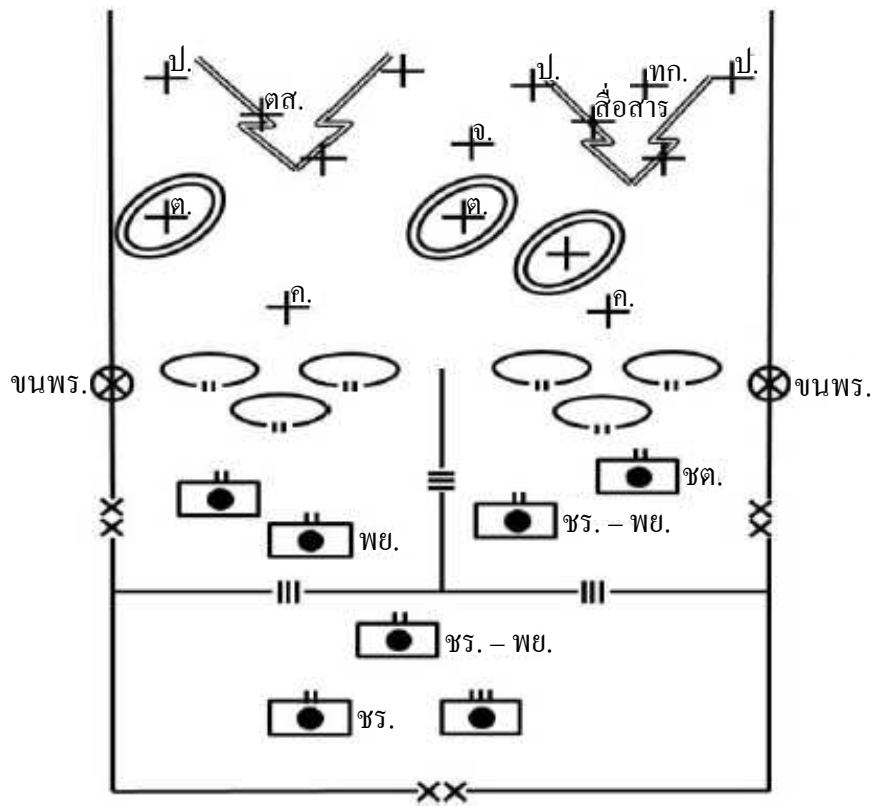 ป.
ป.
ทก.
ป.
ตส.
สื่อสาร
จ.
ต.
ต.
ค.
ค.
ขนพร.
ขนพร.
ชต.
พยุ.
ชร. – พย.
ชร. – พย.
ชร.